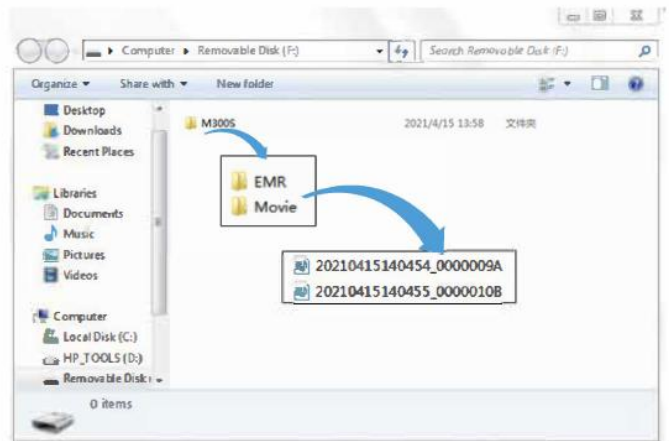 Computer ▸ Removable Disk (F:)
Search Removable Disk (F:)
Organize ▾ Share with ▾ New folder
Desktop
Downloads
Recent Places
Libraries
Documents
Music
Pictures
Videos
Computer
Local Disk (C:)
HP_TOOLS (D:)
Removable Disk
M300S 2021/4/15 13:58 文件夹
EMR
Movie
20210415140454_0000009A
20210415140455_0000010B
0 items